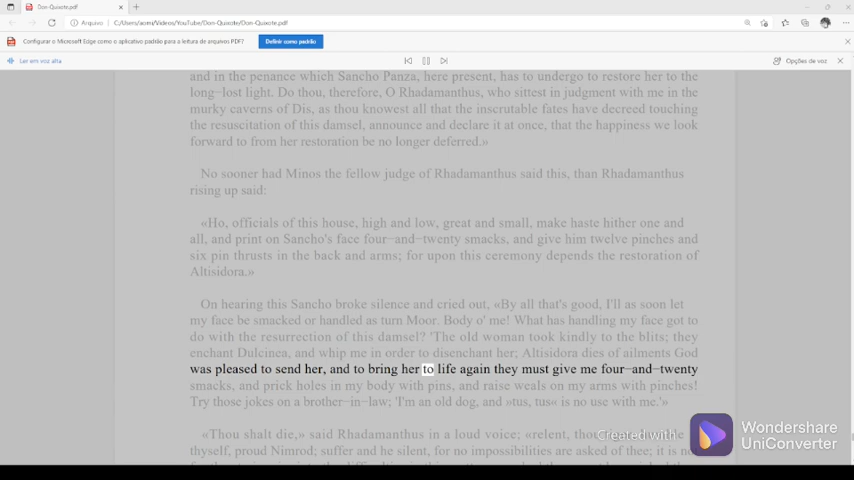 Don-Quixote.pdf
Arquivo
C:/Users/aomi/Videos/YouTube/Don-Quixote/Don-Quixote.pdf
Configurar o Microsoft Edge como o aplicativo padrão para a leitura de arquivos PDF?
Definir como padrão
Ler em voz alta
Opções de voz
and in the penance which Sancho Panza, here present, has to undergo to restore her to the
long−lost light. Do thou, therefore, O Rhadamanthus, who sittest in judgment with me in the
murky caverns of Dis, as thou knowest all that the inscrutable fates have decreed touching
the resuscitation of this damsel, announce and declare it at once, that the happiness we look
forward to from her restoration be no longer deferred.»
No sooner had Minos the fellow judge of Rhadamanthus said this, than Rhadamanthus
rising up said:
«Ho, officials of this house, high and low, great and small, make haste hither one and
all, and print on Sancho's face four−and−twenty smacks, and give him twelve pinches and
six pin thrusts in the back and arms; for upon this ceremony depends the restoration of
Altisidora.»
On hearing this Sancho broke silence and cried out, «By all that's good, I'll as soon let
my face be smacked or handled as turn Moor. Body o' me! What has handling my face got to
do with the resurrection of this damsel? 'The old woman took kindly to the blits; they
enchant Dulcinea, and whip me in order to disenchant her; Altisidora dies of ailments God
was pleased to send her, and to bring her to life again they must give me four−and−twenty
smacks, and prick holes in my body with pins, and raise weals on my arms with pinches!
Try those jokes on a brother−in−law; 'I'm an old dog, and »tus, tus« is no use with me.'»
«Thou shalt die,» said Rhadamanthus in a loud voice; «relent, thou
thyself, proud Nimrod; suffer and he silent, for no impossibilities are asked of thee; it is
Created with
Wondershare
UniConverter